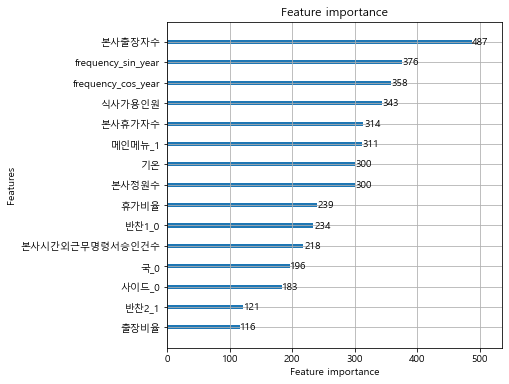 Feature importance
본사출장자수 487
frequency_sin_year 376
frequency_cos_year 358
식사가용인원 343
본사휴가자수 314
메인메뉴_1 311
기온 300
본사정원수 300
휴가비율 239
반찬1_0 234
본사시간외근무명령서승인건수 218
국_0 196
사이드_0 183
반찬2_1 121
출장비율 116
Features
0 100 200 300 400 500
Feature importance